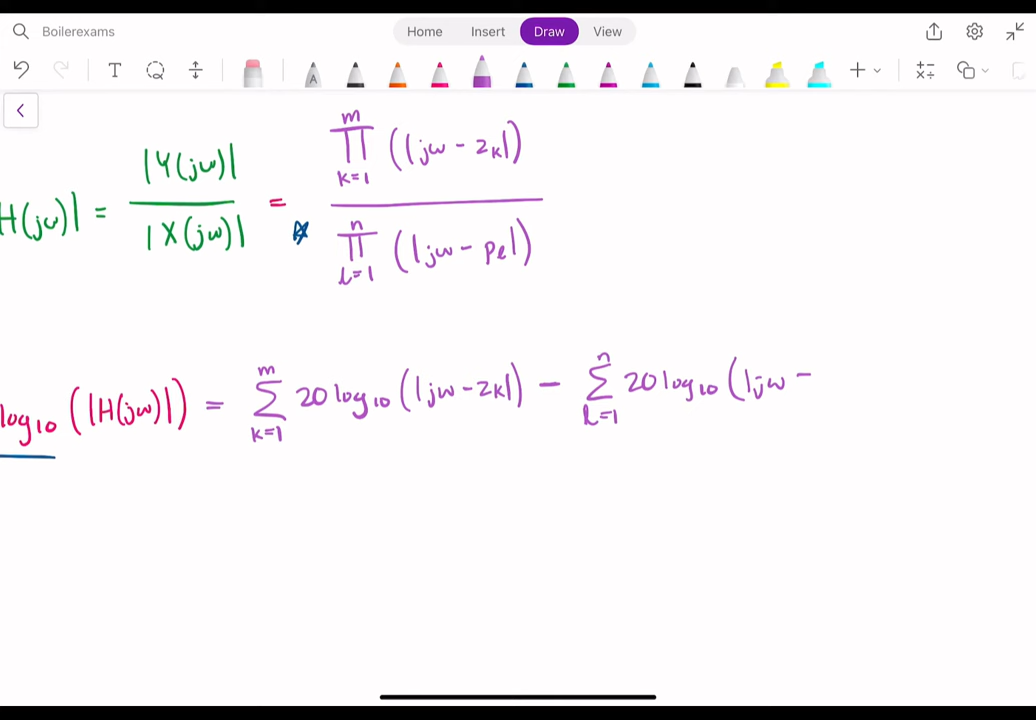 Boilerexams
Home Insert Draw View
T A
H(jω)| = |Y(jω)| / |X(jω)| = ∏_{k=1}^{m} (|jω - z_k|) / ∏_{l=1}^{n} (|jω - p_l|)
log₁₀ (|H(jω)|) = ∑_{k=1}^{m} 20 log₁₀ (|jω - z_k|) - ∑_{l=1}^{n} 20 log₁₀ (|jω -